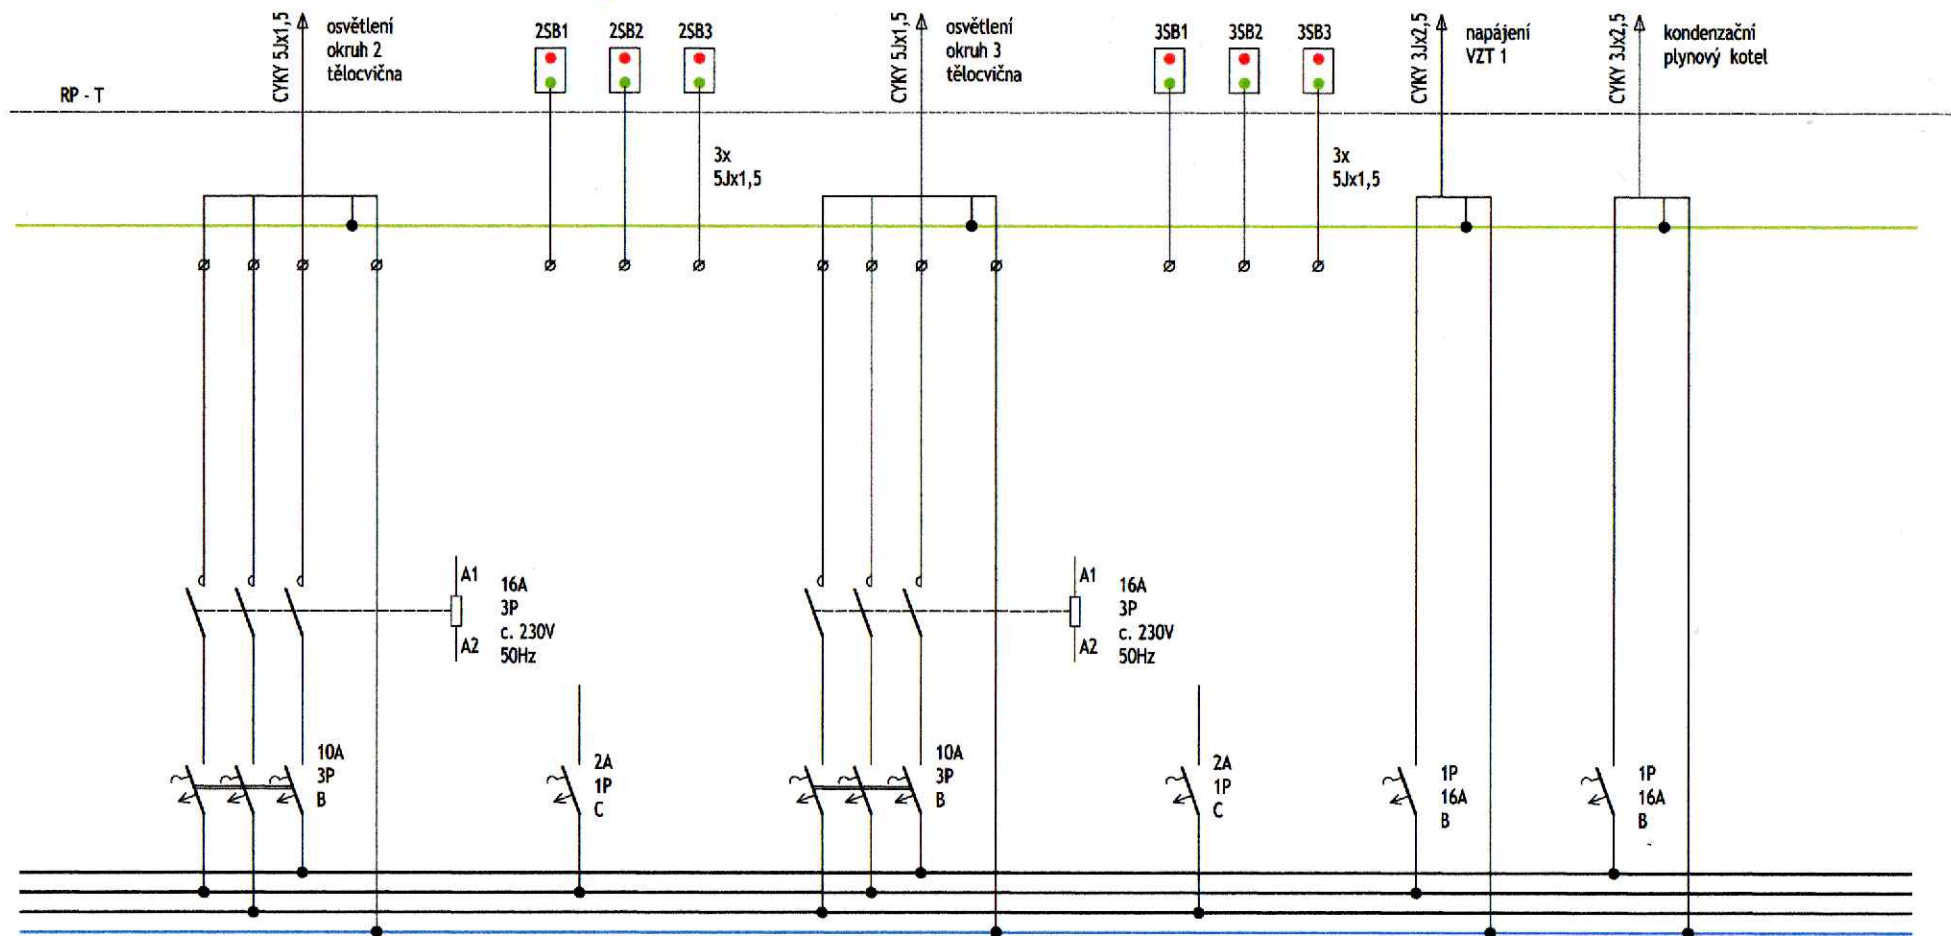 RP - T
CYKY 5Jx1,5
osvětlení
okruh 2
tělocvična
2SB1
2SB2
2SB3
3x
5Jx1,5
CYKY 5Jx1,5
osvětlení
okruh 3
tělocvična
3SB1
3SB2
3SB3
3x
5Jx1,5
CYKY 3Jx2,5
napájení
VZT 1
CYKY 3Jx2,5
kondenzační
plynový kotel
A1
A2
16A
3P
c. 230V
50Hz
A1
A2
16A
3P
c. 230V
50Hz
10A
3P
B
2A
1P
C
10A
3P
B
2A
1P
C
1P
16A
B
1P
16A
B